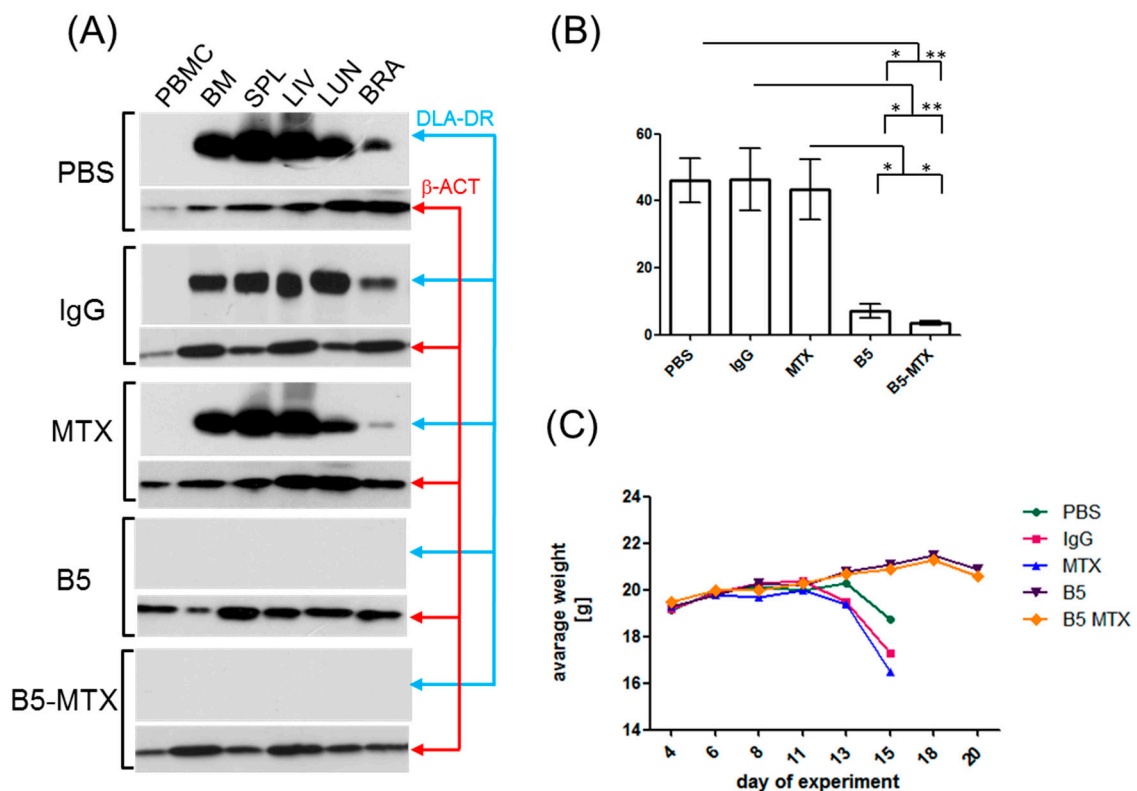 (A)
PBMC BM SPL LIV LUN BRA
PBS
DLA-DR
β-ACT
IgG
MTX
B5
B5-MTX
(B)
* **
* **
* *
60
40
20
0
PBS IgG MTX B5 B5-MTX
(C)
avarage weight
[g]
24
22
20
18
16
14
4 6 8 11 13 15 18 20
day of experiment
PBS
IgG
MTX
B5
B5 MTX